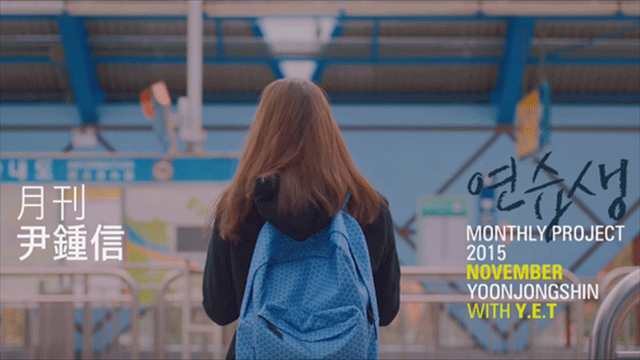 月刊
尹鍾信
연습생
MONTHLY PROJECT
2015
NOVEMBER
YOONJONGSHIN
WITH Y.E.T